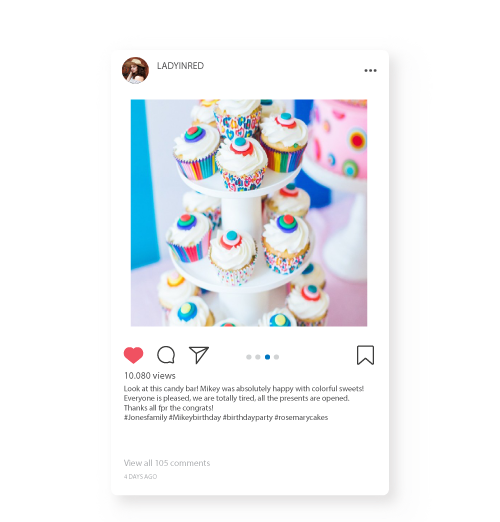 LADYINRED
10.080 views
Look at this candy bar! Mikey was absolutely happy with colorful sweets!
Everyone is pleased, we are totally tired, all the presents are opened.
Thanks all fpr the congrats!
#Jonesfamily #Mikeybirthday #birthdayparty #rosemarycakes
View all 105 comments
4 DAYS AGO